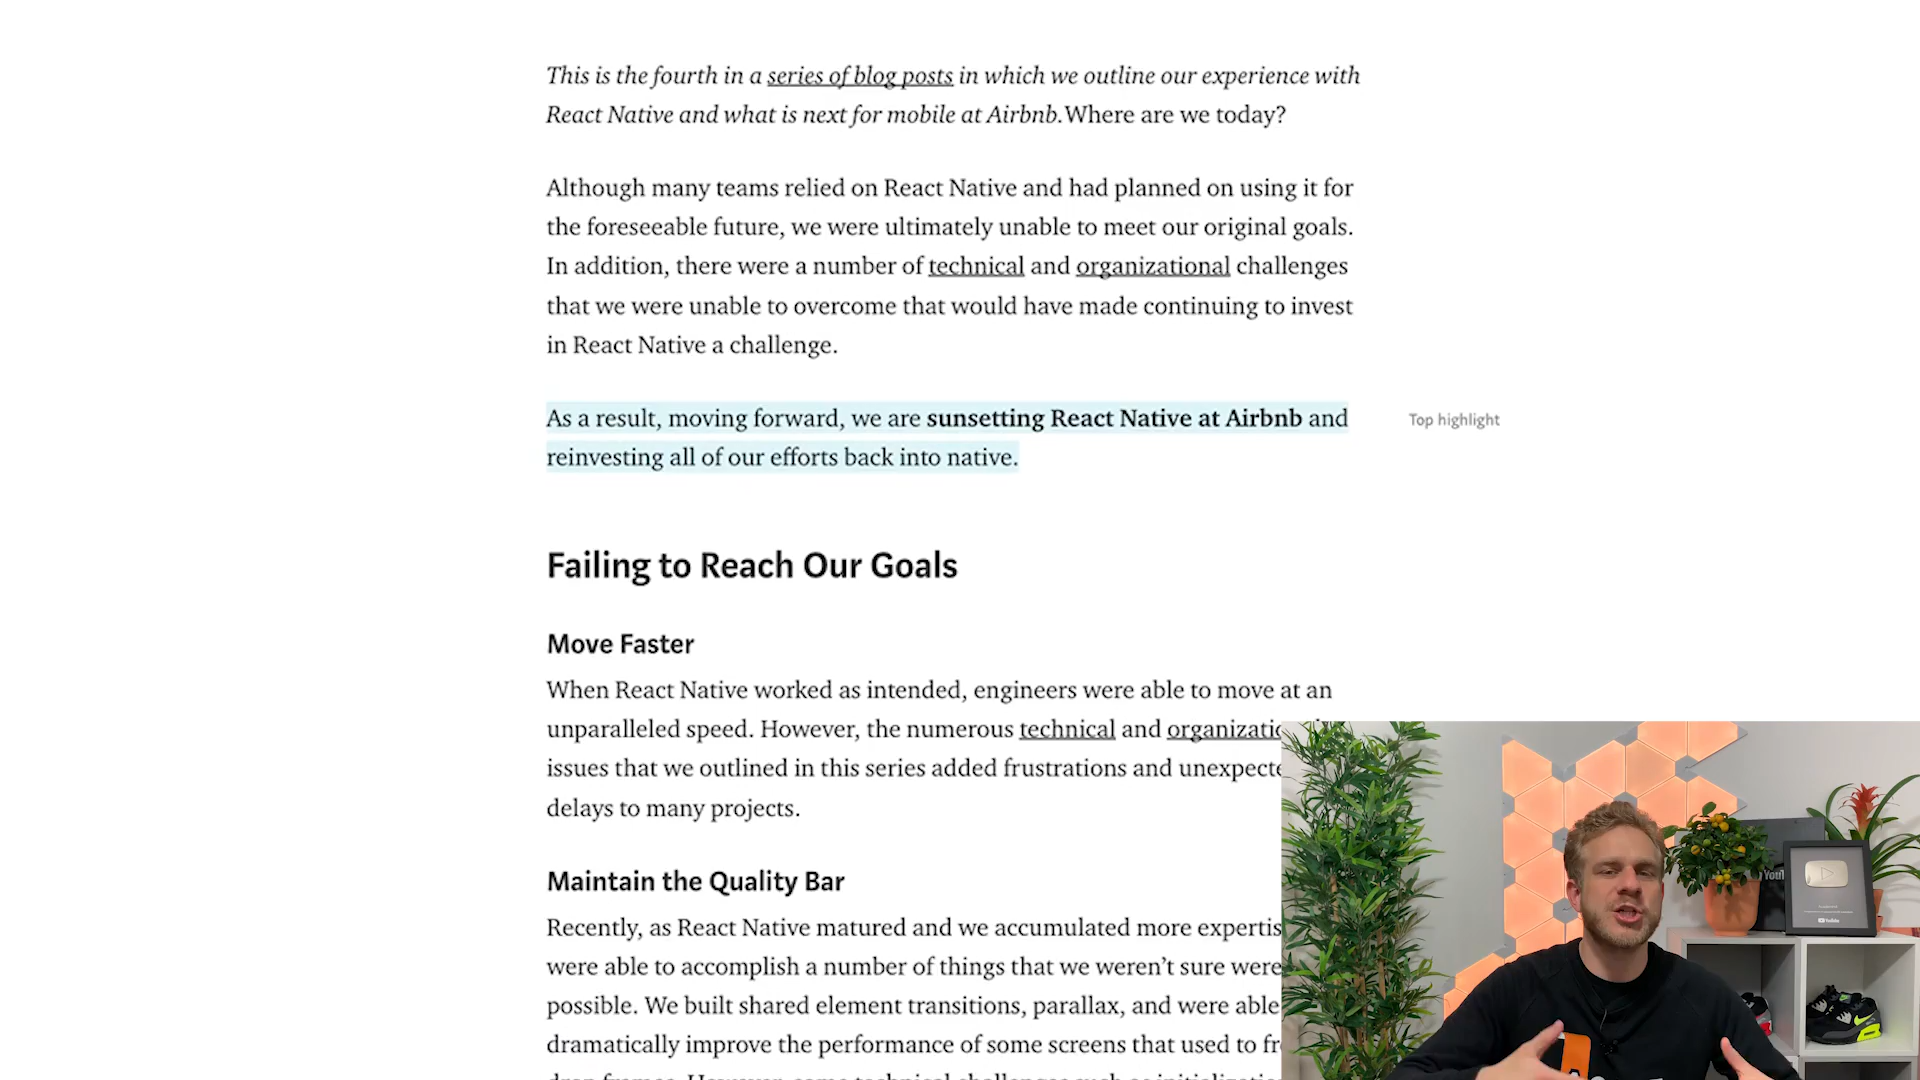 This is the fourth in a series of blog posts in which we outline our experience with
React Native and what is next for mobile at Airbnb.Where are we today?
Although many teams relied on React Native and had planned on using it for
the foreseeable future, we were ultimately unable to meet our original goals.
In addition, there were a number of technical and organizational challenges
that we were unable to overcome that would have made continuing to invest
in React Native a challenge.
As a result, moving forward, we are sunsetting React Native at Airbnb and
Top highlight
reinvesting all of our efforts back into native.
Failing to Reach Our Goals
Move Faster
When React Native worked as intended, engineers were able to move at an
unparalleled speed. However, the numerous technical and
issues that we outlined in this series added frustrations and
delays to many projects.
Maintain the Quality Bar
Recently, as React Native matured and we accumulated more
were able to accomplish a number of things that we weren't sure were
possible. We built shared element transitions, parallax, and were able
dramatically improve the performance of some screens that used to
YouTube